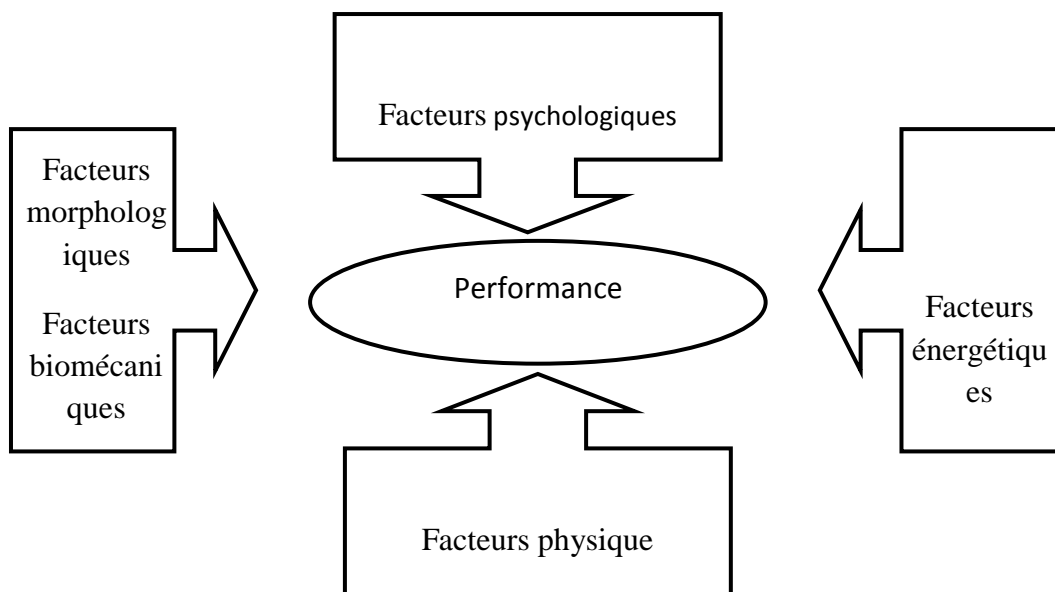 Facteurs psychologiques
Facteurs
morpholog
iques
Facteurs
biomécani
ques
Performance
Facteurs
énergétiqu
es
Facteurs physique